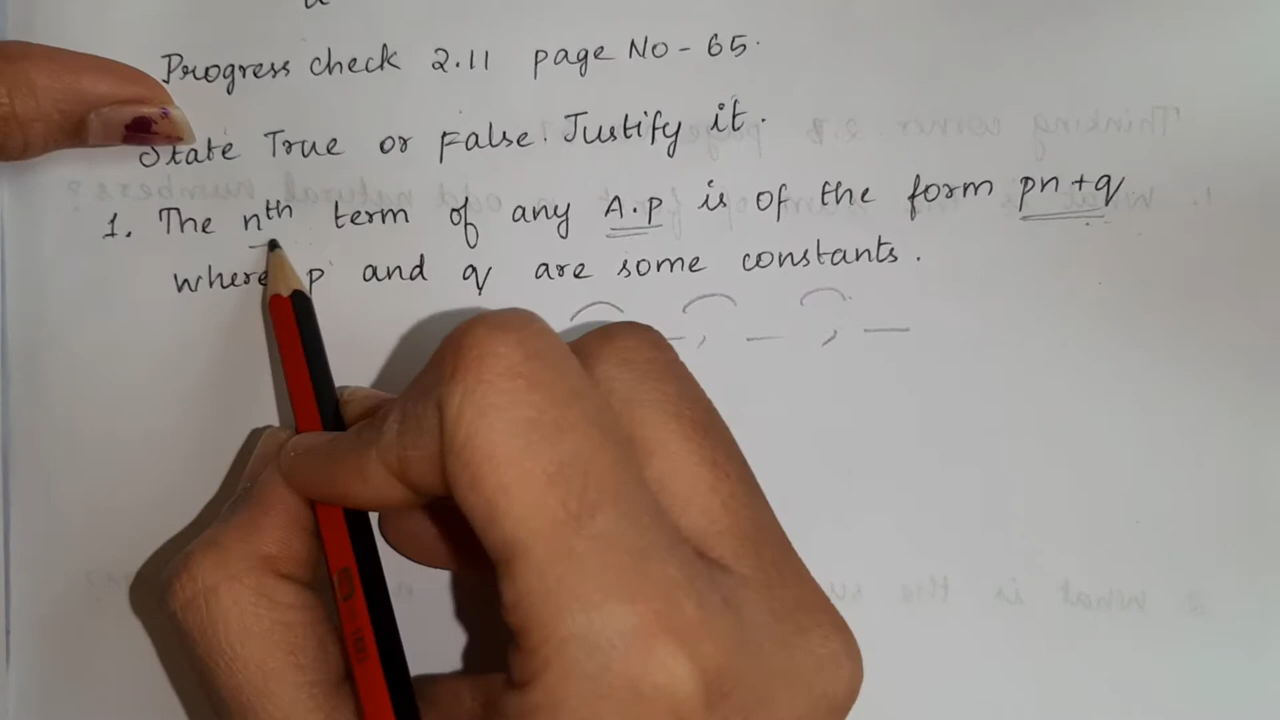 Progress check 2.11 page No - 65.
State True or False. Justify it.
1. The nth term of any A.P is of the form pn+q
where p and q are some constants.